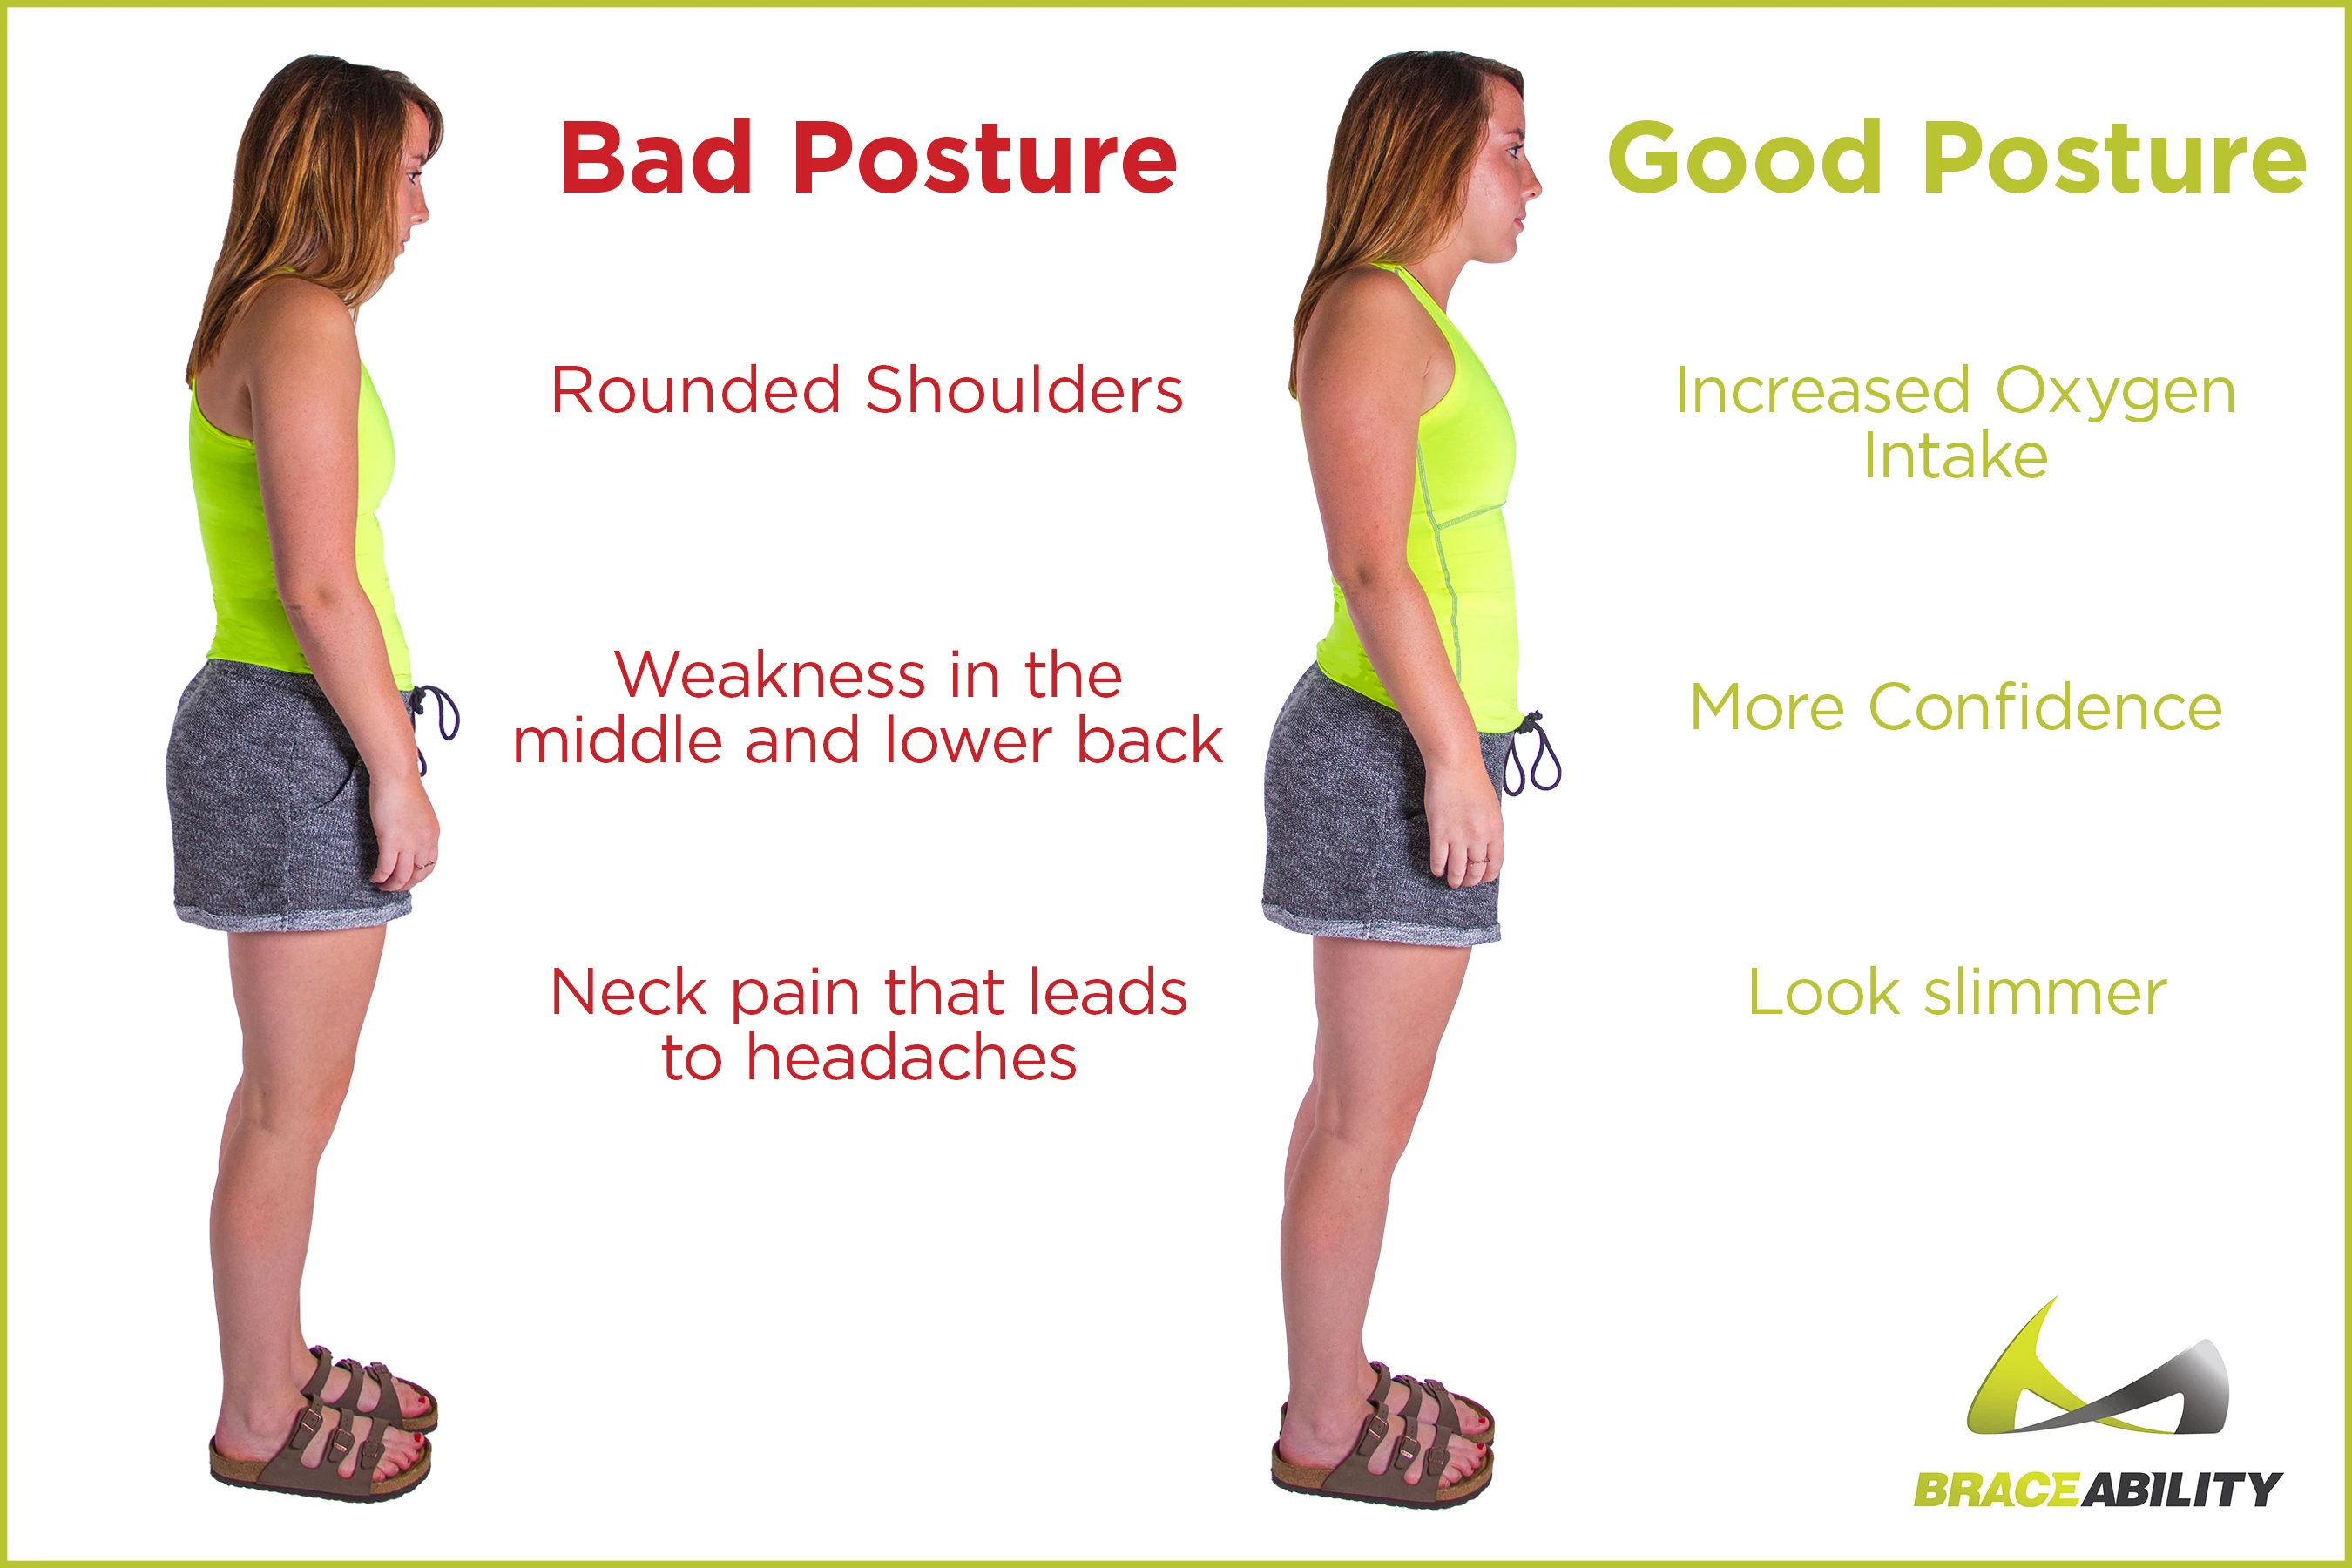 Bad Posture
Rounded Shoulders
Weakness in the
middle and lower back
Neck pain that leads
to headaches
Good Posture
Increased Oxygen
Intake
More Confidence
Look slimmer
BRACEABILITY